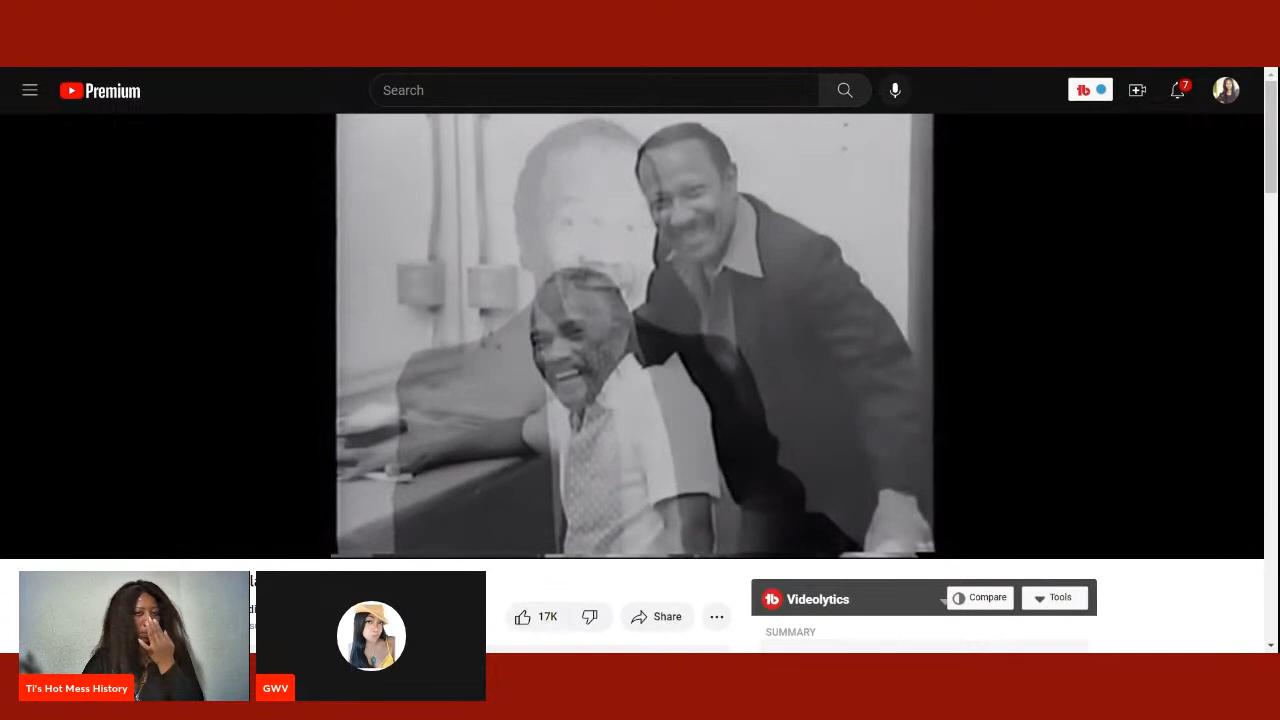 Premium
Search
7
17K
Share
Videolytics
Compare
Tools
SUMMARY
Ti's Hot Mess History
GWV